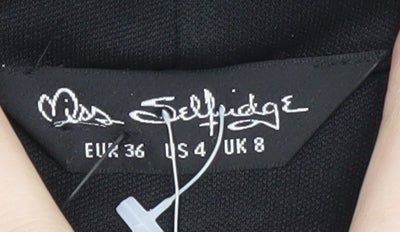 Miss Selfridge
EUR 36 US 4 UK 8